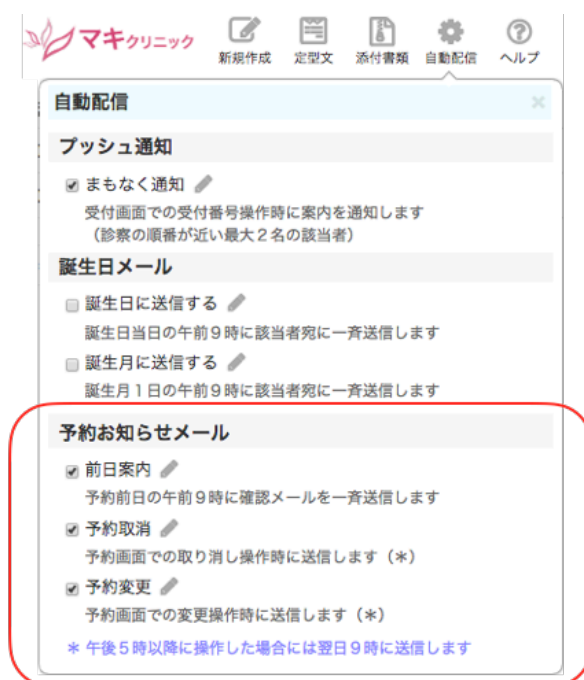 マキクリニック
新規作成 定型文 添付書類 自動配信 ヘルプ
自動配信
プッシュ通知
まもなく通知
受付画面での受付番号操作時に案内を通知します
（診察の順番が近い最大２名の該当者）
誕生日メール
誕生日に送信する
誕生日当日の午前９時に該当者宛に一斉送信します
誕生月に送信する
誕生月１日の午前９時に該当者宛に一斉送信します
予約お知らせメール
前日案内
予約前日の午前９時に確認メールを一斉送信します
予約取消
予約画面での取り消し操作時に送信します（＊）
予約変更
予約画面での変更操作時に送信します（＊）
＊ 午後５時以降に操作した場合には翌日９時に送信します